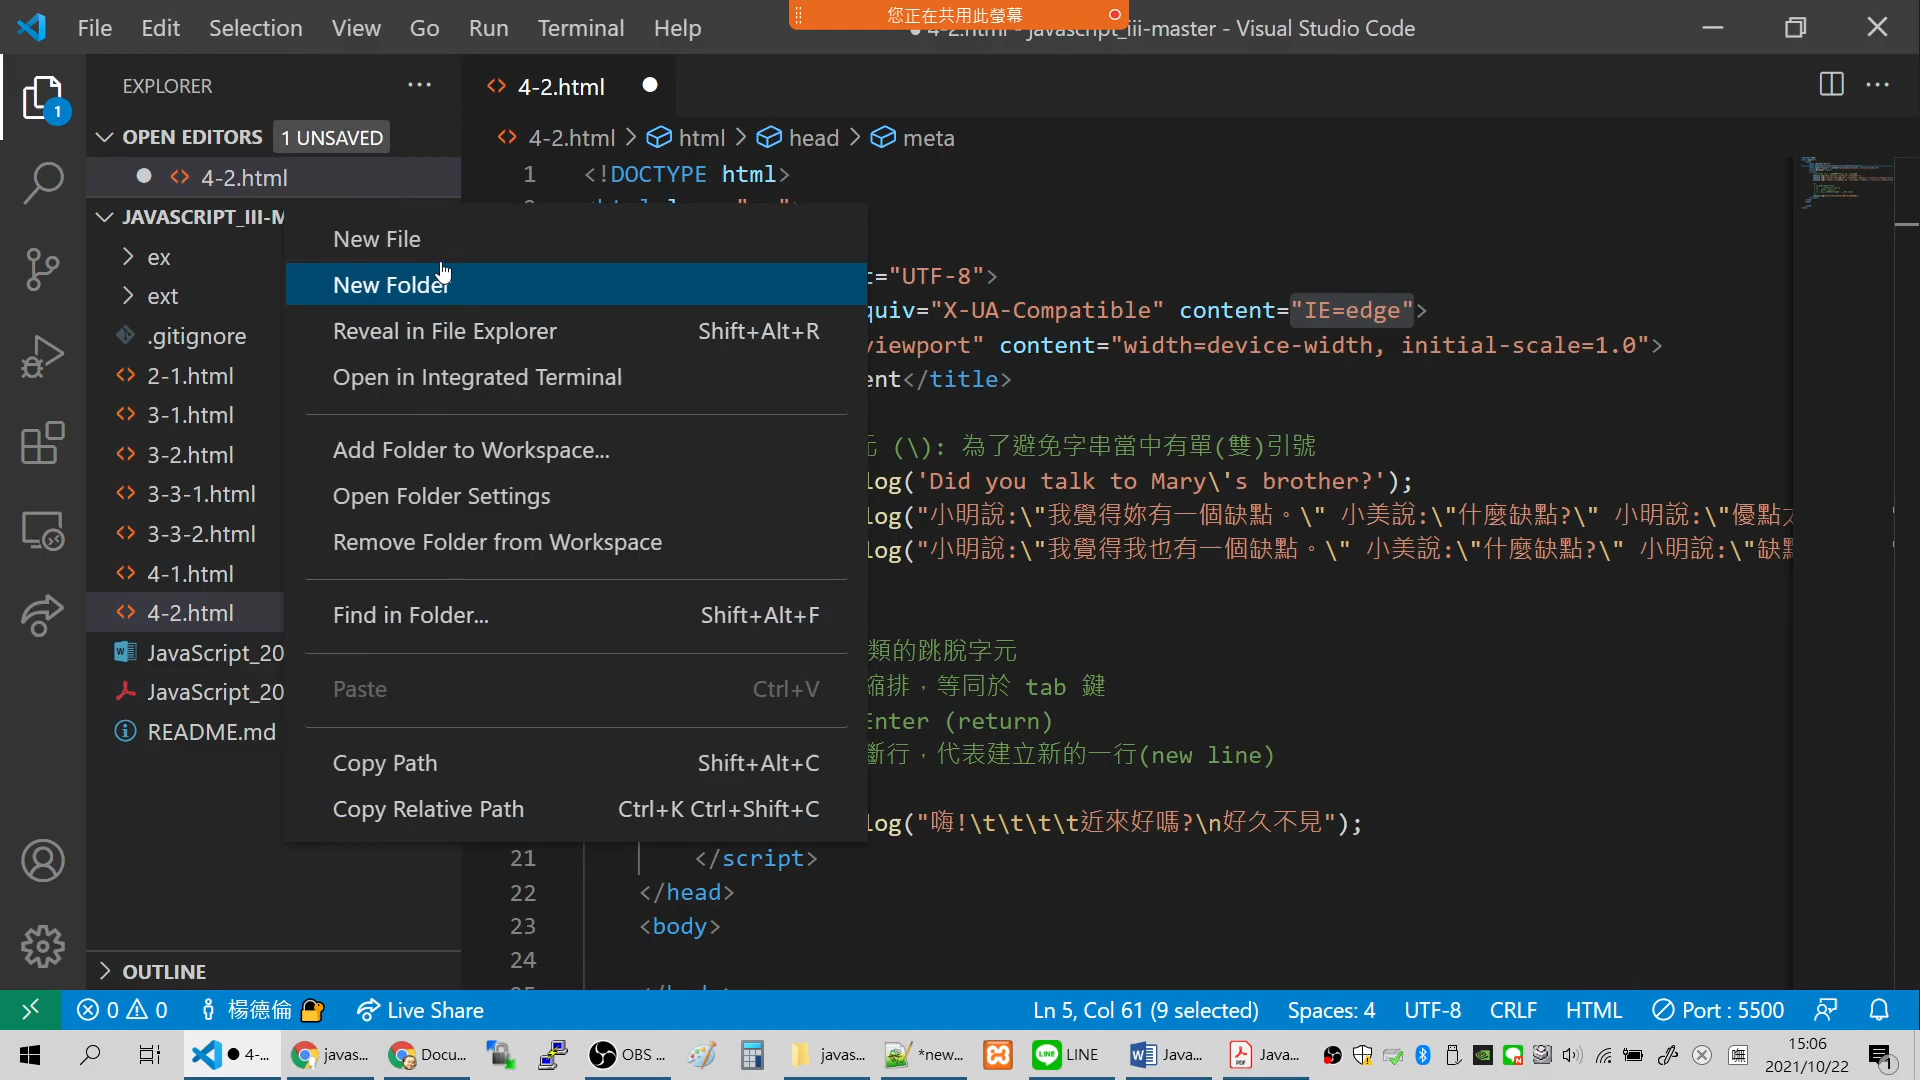 您正在共用此螢幕
File Edit Selection View Go Run Terminal Help
4-2.html - javascript_iii-master - Visual Studio Code
EXPLORER
4-2.html
OPEN EDITORS 1 UNSAVED
4-2.html > html > head > meta
4-2.html
1 <!DOCTYPE html>
JAVASCRIPT_III-M
ex
ext
.gitignore
2-1.html
3-1.html
3-2.html
3-3-1.html
3-3-2.html
4-1.html
4-2.html
JavaScript_20
JavaScript_20
README.md
OUTLINE
New File
New Folder
Reveal in File Explorer Shift+Alt+R
Open in Integrated Terminal
Add Folder to Workspace...
Open Folder Settings
Remove Folder from Workspace
Find in Folder... Shift+Alt+F
Paste Ctrl+V
Copy Path Shift+Alt+C
Copy Relative Path Ctrl+K Ctrl+Shift+C
="UTF-8">
quiv="X-UA-Compatible" content="IE=edge">
viewport" content="width=device-width, initial-scale=1.0">
ent</title>
(\): 為了避免字串當中有單(雙)引號
log('Did you talk to Mary\'s brother?');
log("小明說:\"我覺得妳有一個缺點。\" 小美說:\"什麼缺點?\" 小明說:\"優點
log("小明說:\"我覺得我也有一個缺點。\" 小美說:\"什麼缺點?\" 小明說:\"缺
類的跳脫字元
縮排，等同於 tab 鍵
Enter (return)
斷行，代表建立新的一行(new line)
log("嗨!\t\t\t\t近來好嗎?\n好久不見");
21 </script>
22 </head>
23 <body>
24
0 0 楊德倫 Live Share
Ln 5, Col 61 (9 selected) Spaces: 4 UTF-8 CRLF HTML Port : 5500
4-... javas... Docu... OBS ... javas... *new... LINE Java... Java...
15:06
2021/10/22